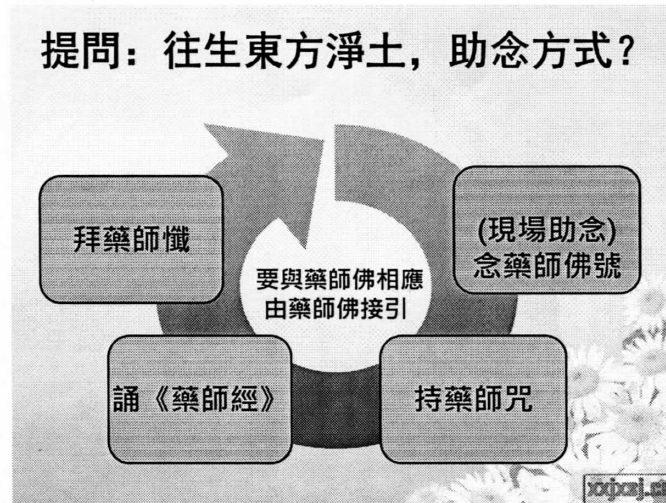 提問：往生東方淨土，助念方式？
(現場助念)
念藥師佛號
持藥師咒
誦《藥師經》
拜藥師懺
要與藥師佛相應
由藥師佛接引